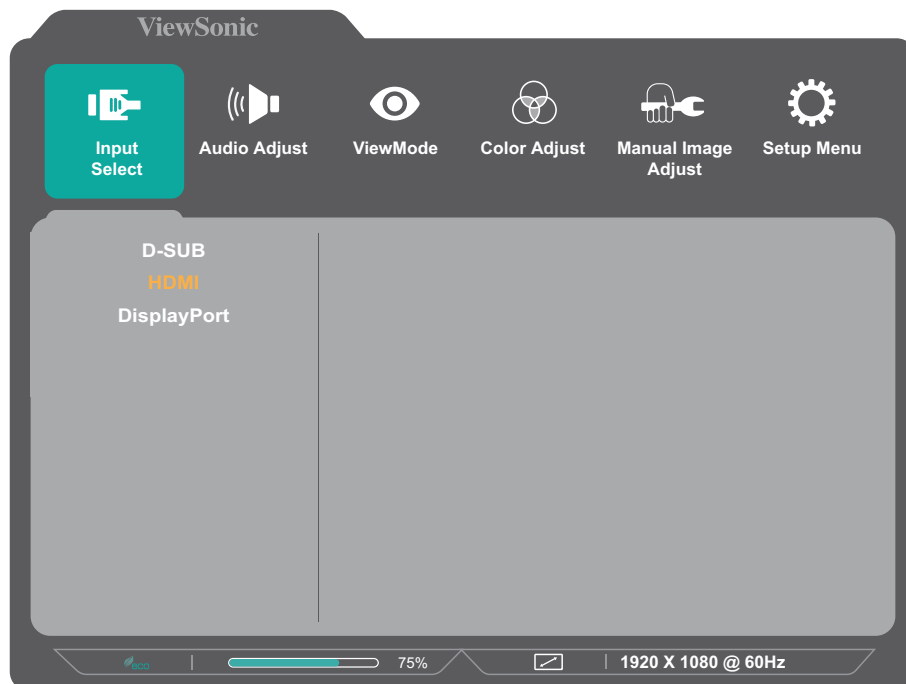 ViewSonic
Input Select
Audio Adjust
ViewMode
Color Adjust
Manual Image Adjust
Setup Menu
D-SUB
HDMI
DisplayPort
eco
75%
1920 X 1080 @ 60Hz